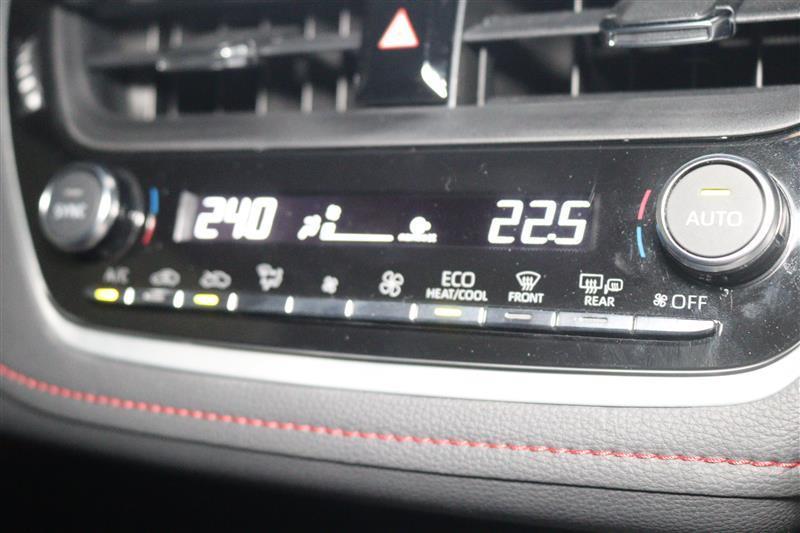 SYNC
24.0
22.5
AUTO
A/C
ECO
HEAT/COOL
FRONT
REAR
OFF